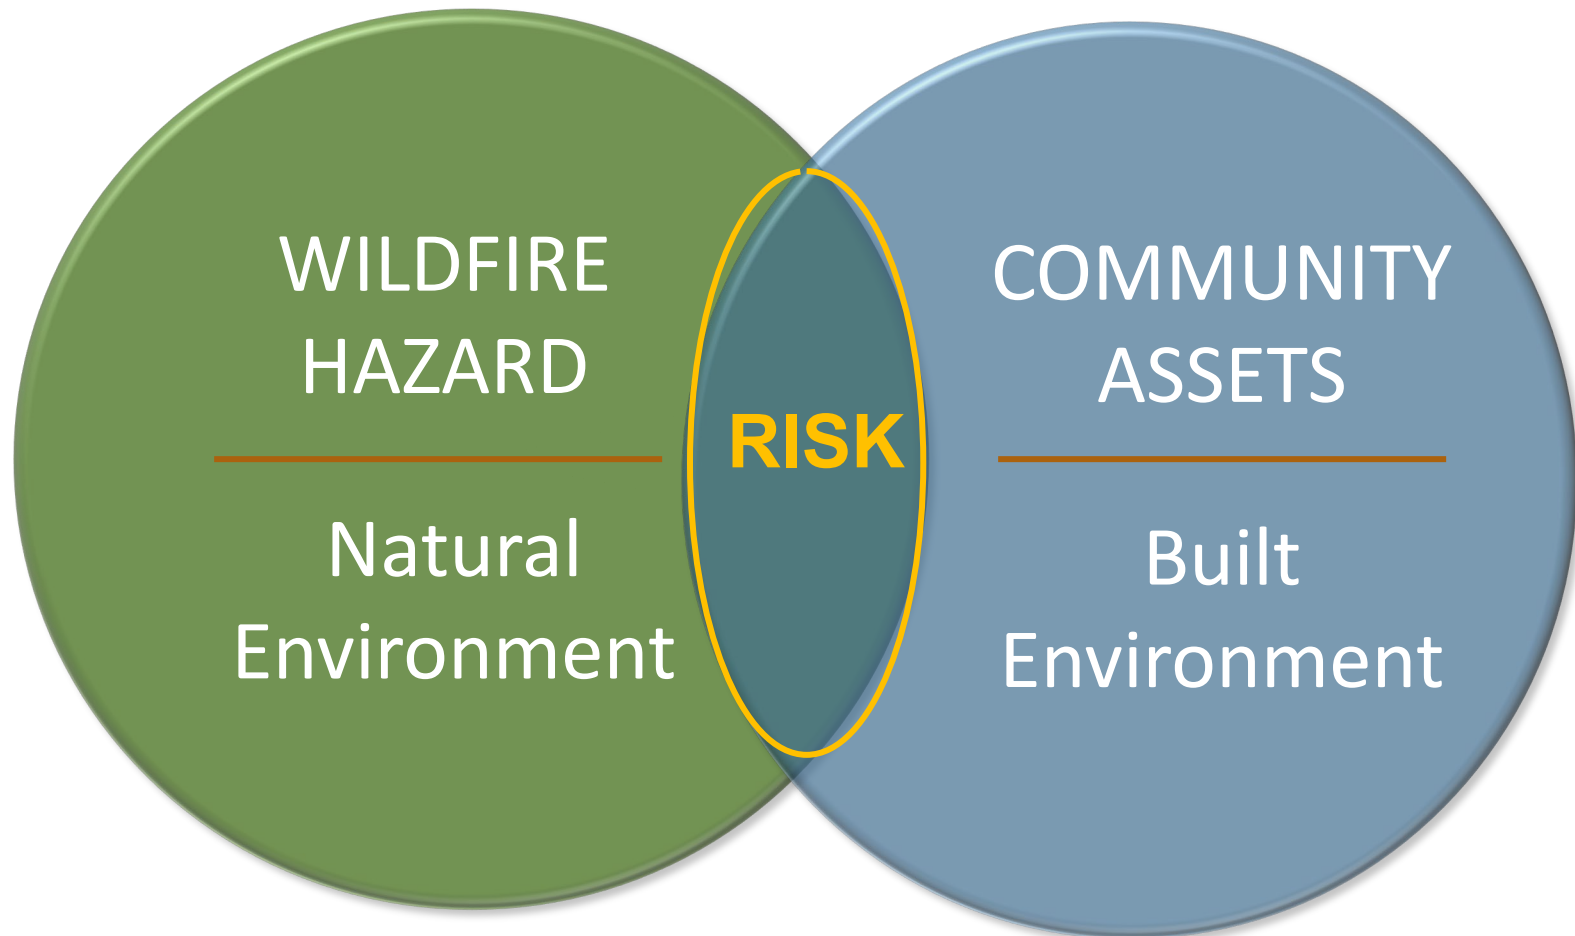 WILDFIRE
HAZARD
Natural
Environment
RISK
COMMUNITY
ASSETS
Built
Environment